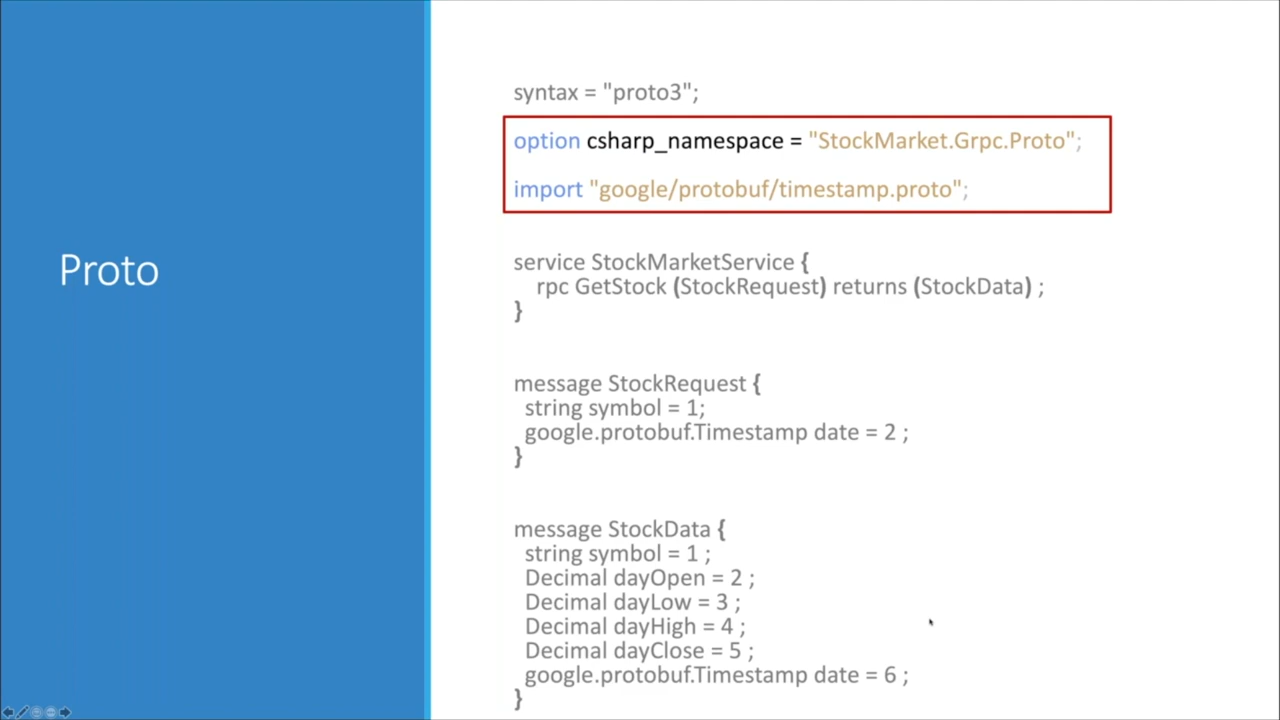 Proto
syntax = "proto3";
option csharp_namespace = "StockMarket.Grpc.Proto";
import "google/protobuf/timestamp.proto";
service StockMarketService {
rpc GetStock (StockRequest) returns (StockData) ;
}
message StockRequest {
string symbol = 1;
google.protobuf.Timestamp date = 2 ;
}
message StockData {
string symbol = 1 ;
Decimal dayOpen = 2 ;
Decimal dayLow = 3 ;
Decimal dayHigh = 4 ;
Decimal dayClose = 5 ;
google.protobuf.Timestamp date = 6 ;
}